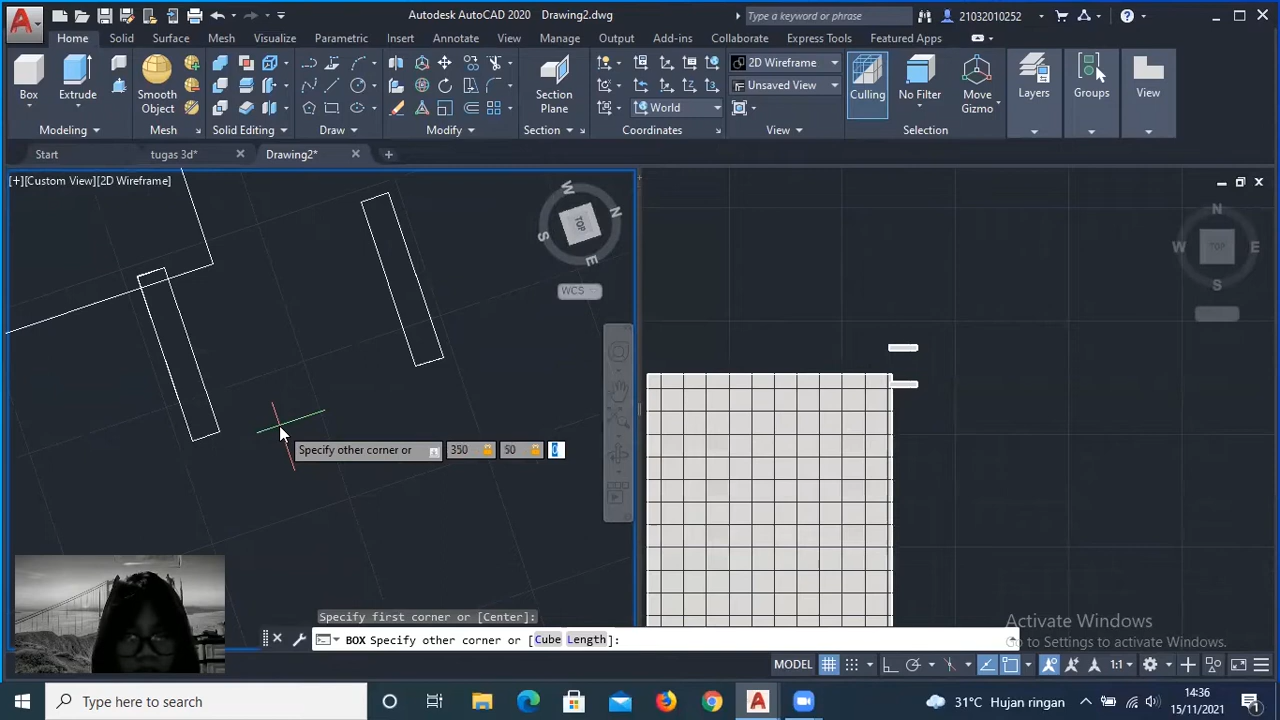 Autodesk AutoCAD 2020 Drawing2.dwg
Type a keyword or phrase
21032010252
Home Solid Surface Mesh Visualize Parametric Insert Annotate View Manage Output Add-ins Collaborate Express Tools Featured Apps
Box
Extrude
Smooth
Object
Section
Plane
2D Wireframe
Unsaved View
World
Culling
No Filter
Move
Gizmo
Layers
Groups
View
Modeling Mesh Solid Editing Draw Modify Section Coordinates View Selection
Start tugas 3d* Drawing2*
[+][Custom View][2D Wireframe]
W N TOP S E
WCS
N
W TOP E
S
Specify other corner or 350 50 0
Specify first corner or [Center]:
BOX Specify other corner or [Cube Length]:
Activate Windows
Go to Settings to activate Windows.
MODEL 1:1
Type here to search
31°C Hujan ringan
14:36
15/11/2021
1